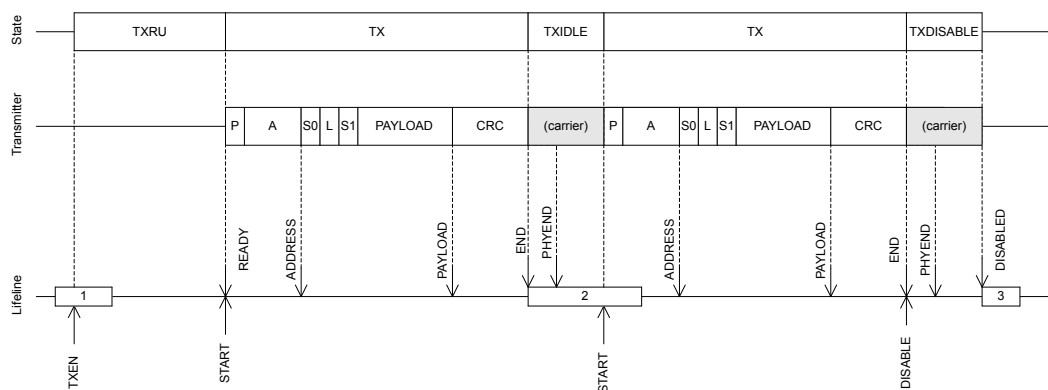 State
TXRU
TX
TXIDLE
TX
TXDISABLE
Transmitter
P
A
S0
L
S1
PAYLOAD
CRC
(carrier)
P
A
S0
L
S1
PAYLOAD
CRC
(carrier)
READY
ADDRESS
PAYLOAD
END
PHYEND
ADDRESS
PAYLOAD
END
PHYEND
DISABLED
Lifeline
1
2
3
TXEN
START
START
DISABLE